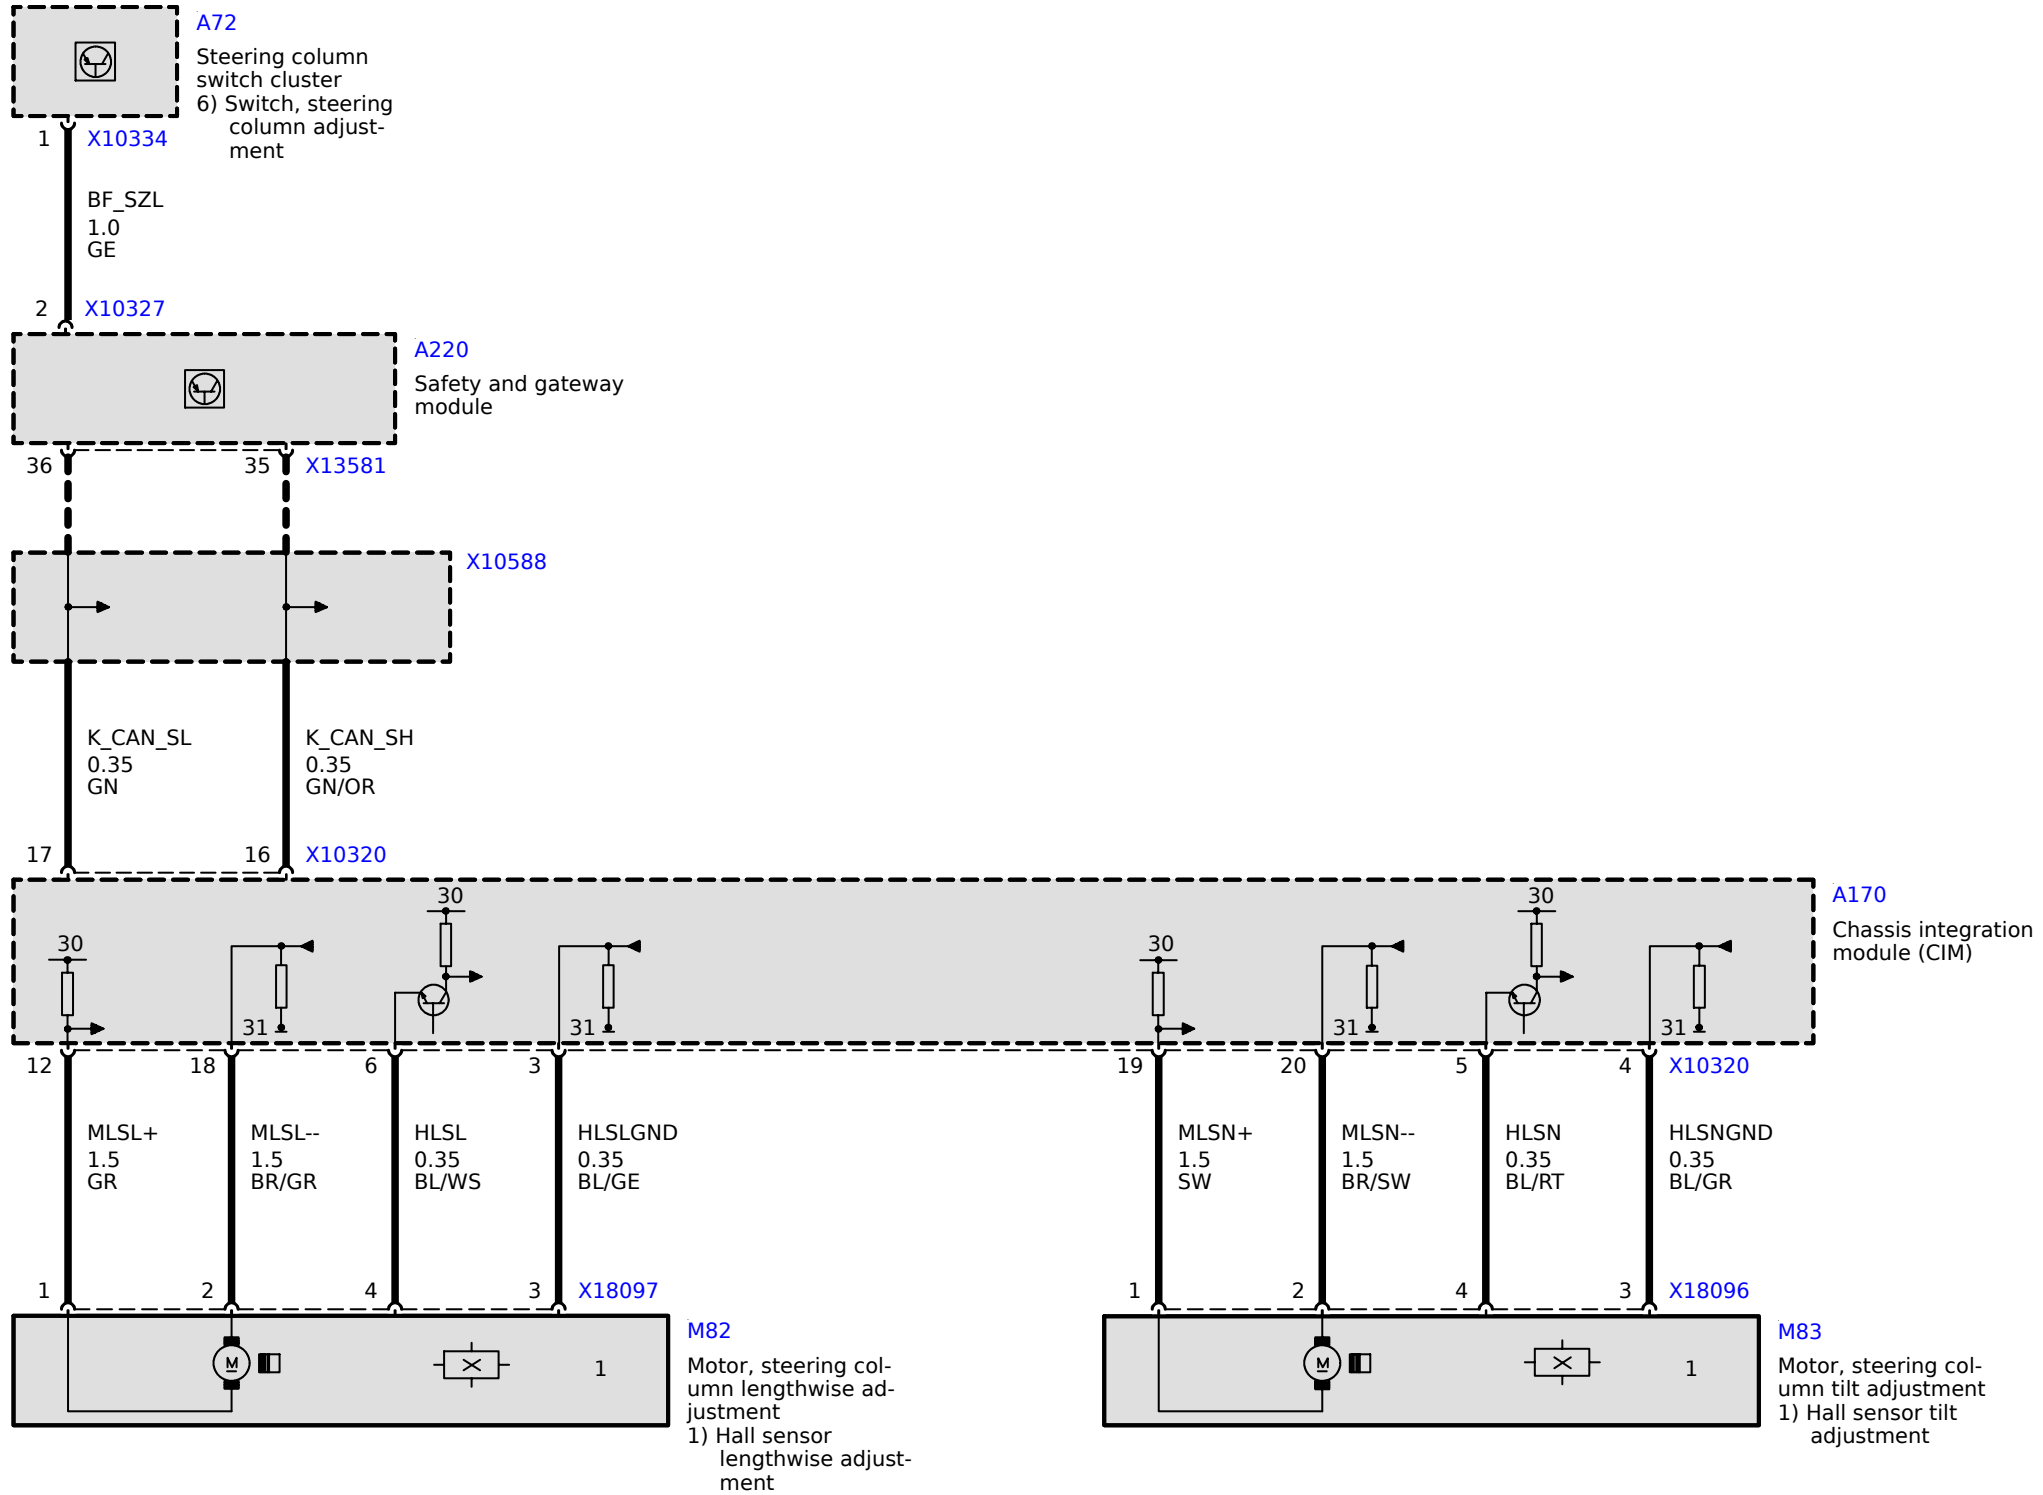 A72
Steering column
switch cluster
6) Switch, steering
column adjust-
ment
1 X10334
BF_SZL
1.0
GE
2 X10327
A220
Safety and gateway
module
36 35 X13581
X10588
K_CAN_SL K_CAN_SH
0.35 0.35
GN GN/OR
17 16 X10320
A170
Chassis integration
module (CIM)
30 30
30 30
31 31 31 31
12 18 6 3 19 20 5 4 X10320
MLSL+ MLSL-- HLSL HLSLGND MLSN+ MLSN-- HLSN HLSNGND
1.5 1.5 0.35 0.35 1.5 1.5 0.35 0.35
GR BR/GR BL/WS BL/GE SW BR/SW BL/RT BL/GR
1 2 4 3 X18097 1 2 4 3 X18096
M 1
M82
Motor, steering col-
umn lengthwise ad-
justment
1) Hall sensor
lengthwise adjust-
ment
M 1
M83
Motor, steering col-
umn tilt adjustment
1) Hall sensor tilt
adjustment